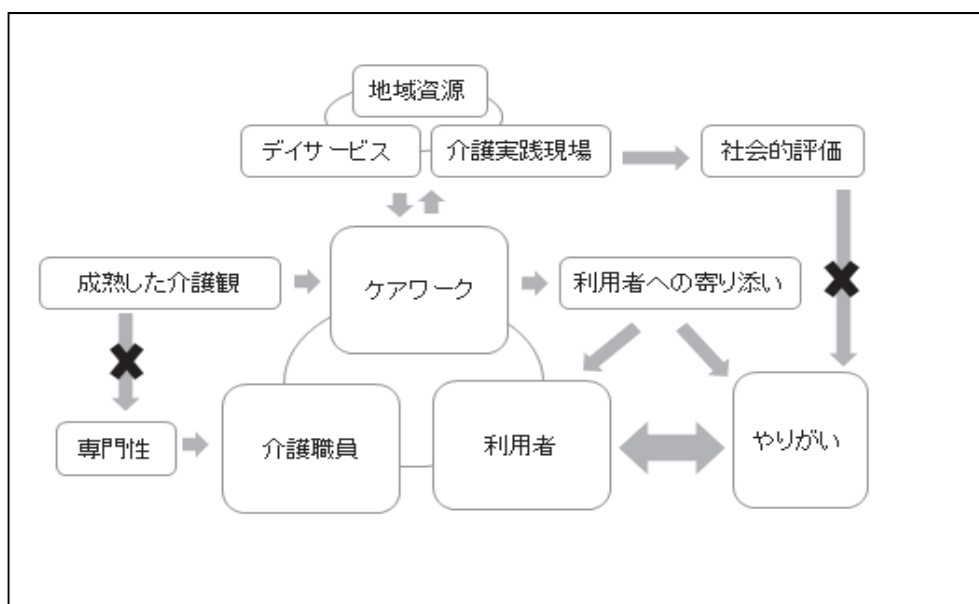 地域資源
デイサービス
介護実践現場
社会的評価
成熟した介護観
ケアワーク
利用者への寄り添い
専門性
介護職員
利用者
やりがい